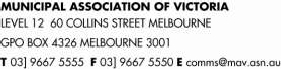 MUNICIPAL ASSOCIATION OF VICTORIA
LEVEL 12 60 COLLINS STREET MELBOURNE
GPO BOX 4326 MELBOURNE 3001
T 03] 9667 5555 F 03] 9667 5550 E comms@mav.asn.au